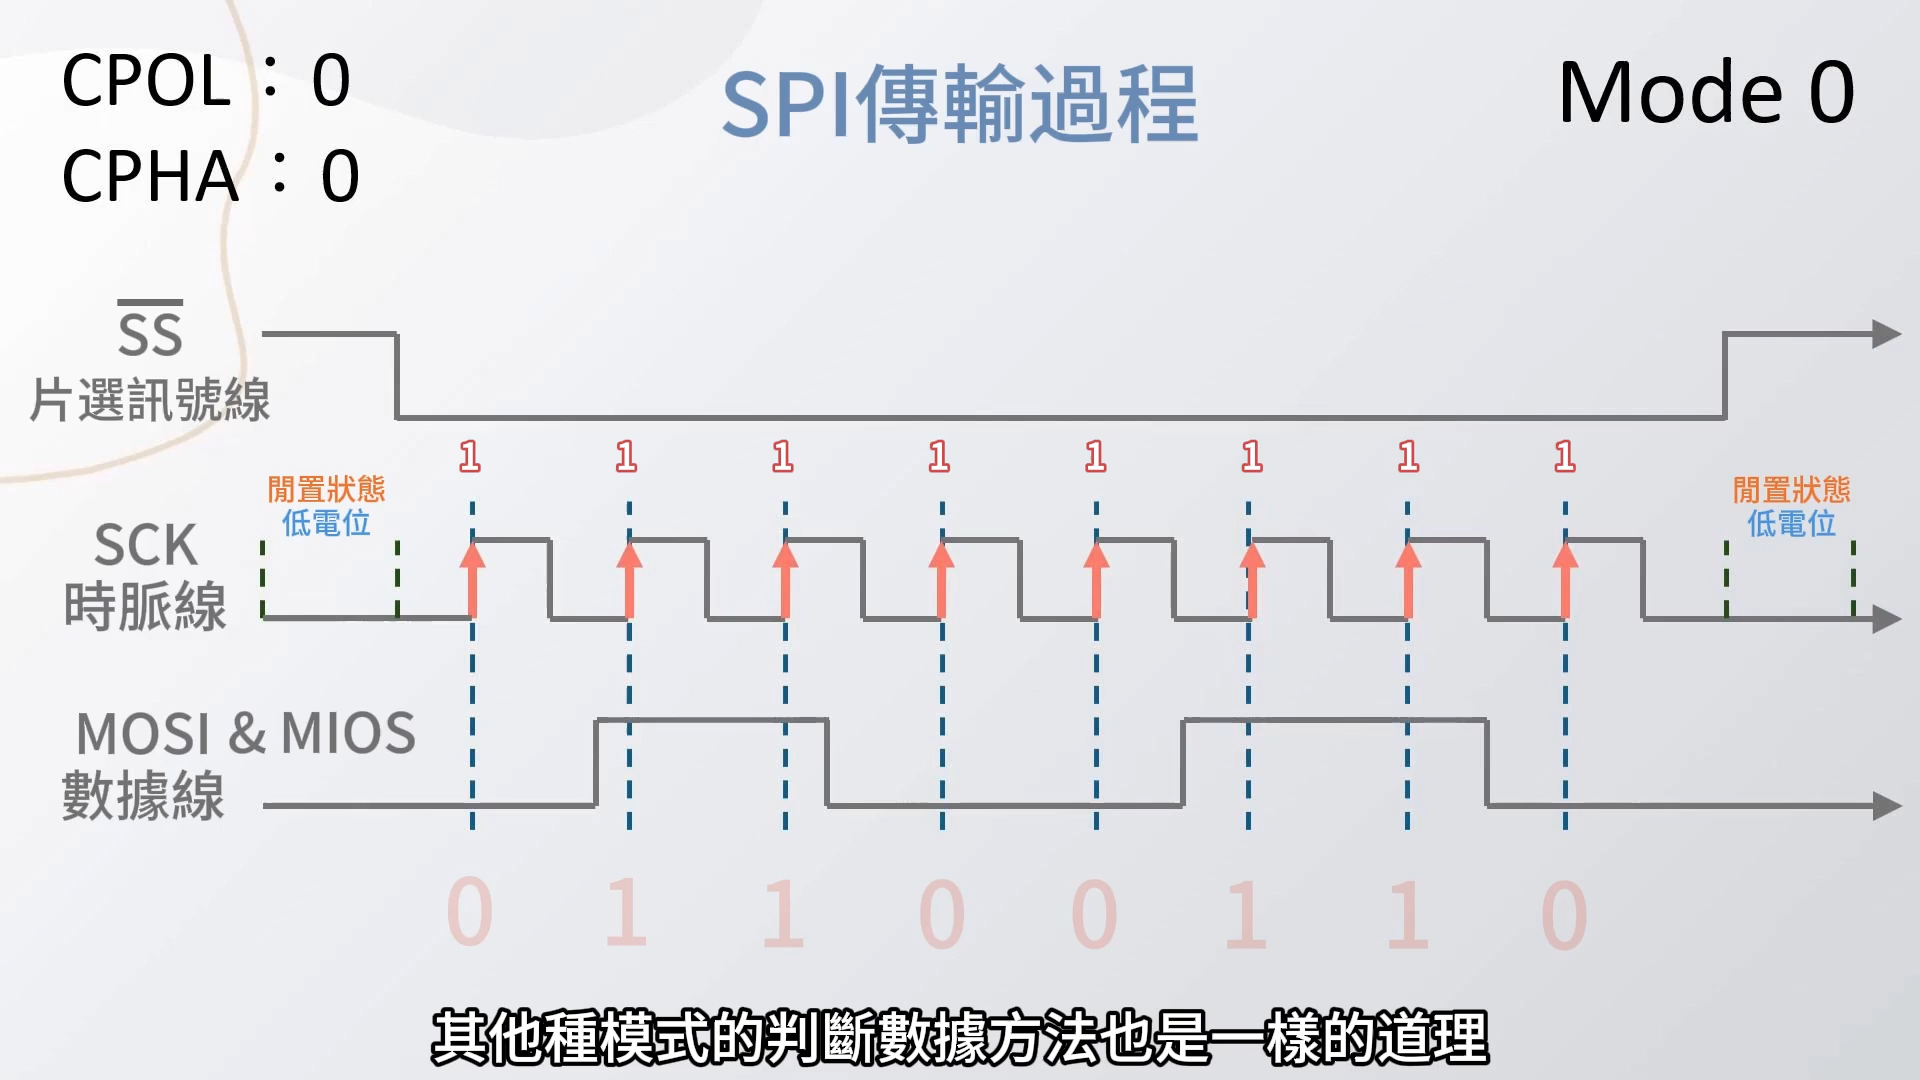 CPOL：0
CPHA：0
SPI傳輸過程
Mode 0
SS
片選訊號線
1 1 1 1 1 1 1 1
閒置狀態
低電位
閒置狀態
低電位
SCK
時脈線
MOSI & MIOS
數據線
0 1 1 0 0 1 1 0
其他種模式的判斷數據方法也是一樣的道理